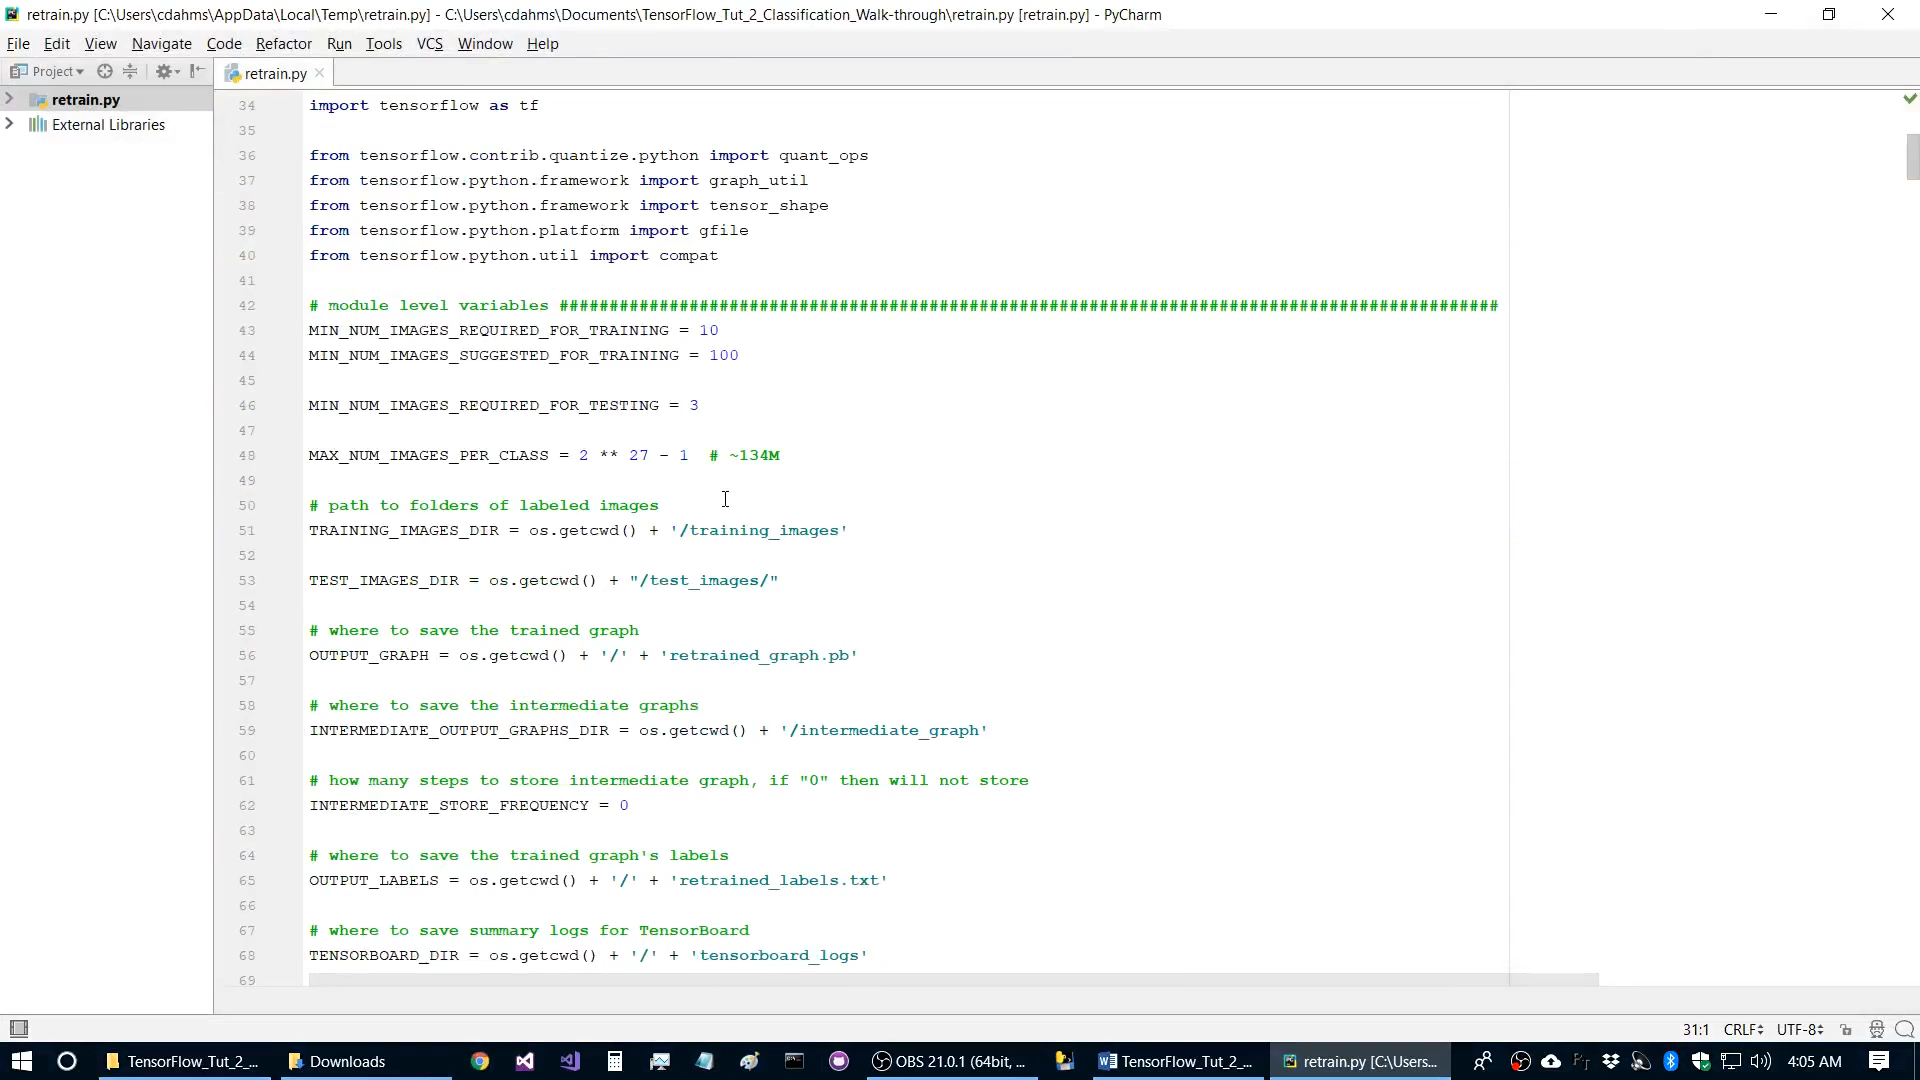 retrain.py [C:\Users\cdahms\AppData\Local\Temp\retrain.py] - C:\Users\cdahms\Documents\TensorFlow_Tut_2_Classification_Walk-through\retrain.py [retrain.py] - PyCharm
File Edit View Navigate Code Refactor Run Tools VCS Window Help
Project retrain.py
retrain.py
External Libraries
34 import tensorflow as tf
35
36 from tensorflow.contrib.quantize.python import quant_ops
37 from tensorflow.python.framework import graph_util
38 from tensorflow.python.framework import tensor_shape
39 from tensorflow.python.platform import gfile
40 from tensorflow.python.util import compat
41
42 # module level variables ##############################################################################################
43 MIN_NUM_IMAGES_REQUIRED_FOR_TRAINING = 10
44 MIN_NUM_IMAGES_SUGGESTED_FOR_TRAINING = 100
45
46 MIN_NUM_IMAGES_REQUIRED_FOR_TESTING = 3
47
48 MAX_NUM_IMAGES_PER_CLASS = 2 ** 27 - 1  # ~134M
49
50 # path to folders of labeled images
51 TRAINING_IMAGES_DIR = os.getcwd() + '/training_images'
52
53 TEST_IMAGES_DIR = os.getcwd() + "/test_images/"
54
55 # where to save the trained graph
56 OUTPUT_GRAPH = os.getcwd() + '/' + 'retrained_graph.pb'
57
58 # where to save the intermediate graphs
59 INTERMEDIATE_OUTPUT_GRAPHS_DIR = os.getcwd() + '/intermediate_graph'
60
61 # how many steps to store intermediate graph, if "0" then will not store
62 INTERMEDIATE_STORE_FREQUENCY = 0
63
64 # where to save the trained graph's labels
65 OUTPUT_LABELS = os.getcwd() + '/' + 'retrained_labels.txt'
66
67 # where to save summary logs for TensorBoard
68 TENSORBOARD_DIR = os.getcwd() + '/' + 'tensorboard_logs'
69
31:1 CRLF UTF-8
TensorFlow_Tut_2_... Downloads OBS 21.0.1 (64bit, ... TensorFlow_Tut_2_... retrain.py [C:\Users... 4:05 AM